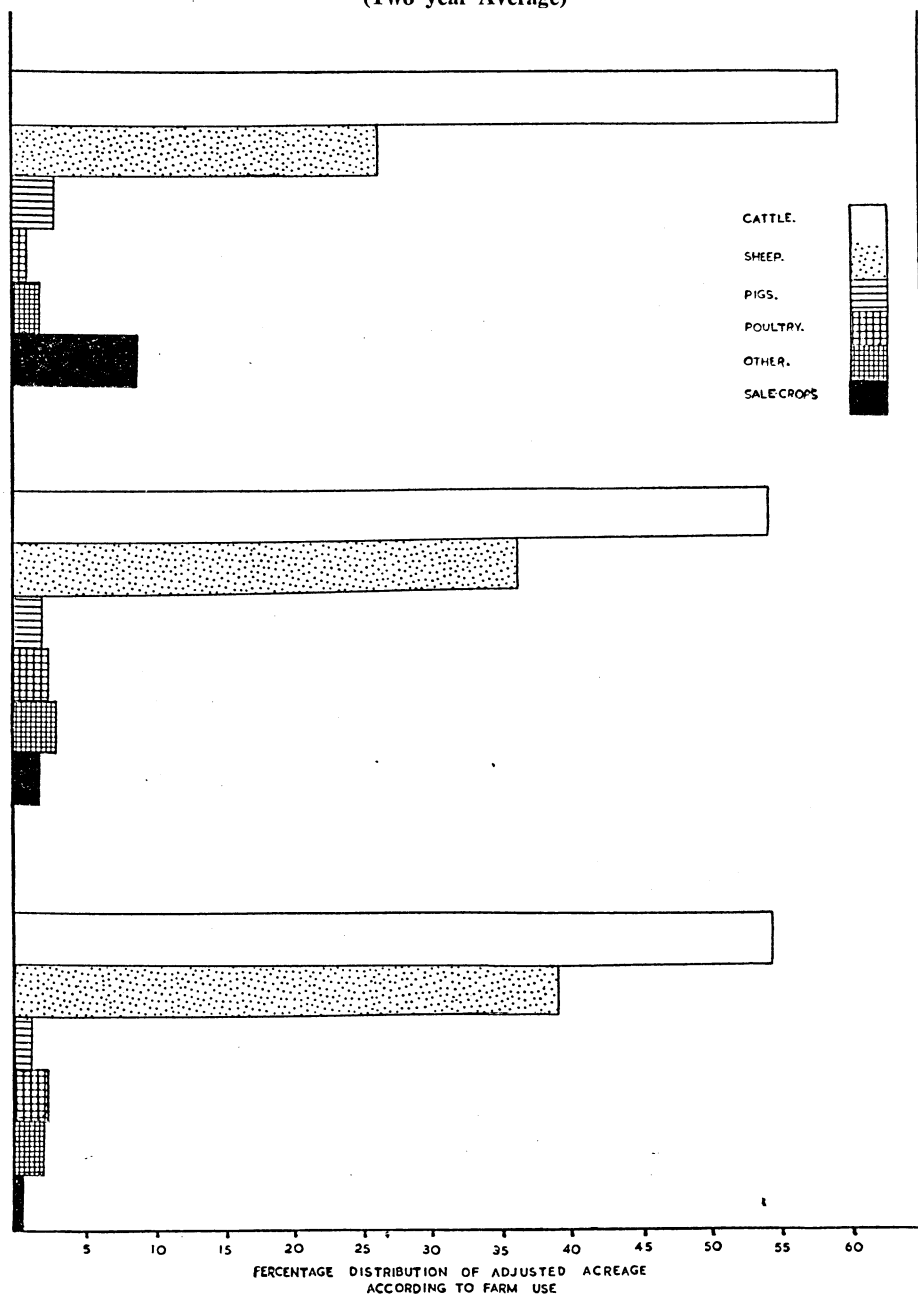 (Two year Average)
CATTLE.
SHEEP.
PIGS.
POULTRY.
OTHER.
SALE-CROPS
5 10 15 20 25 30 35 40 45 50 55 60
PERCENTAGE DISTRIBUTION OF ADJUSTED ACREAGE
ACCORDING TO FARM USE